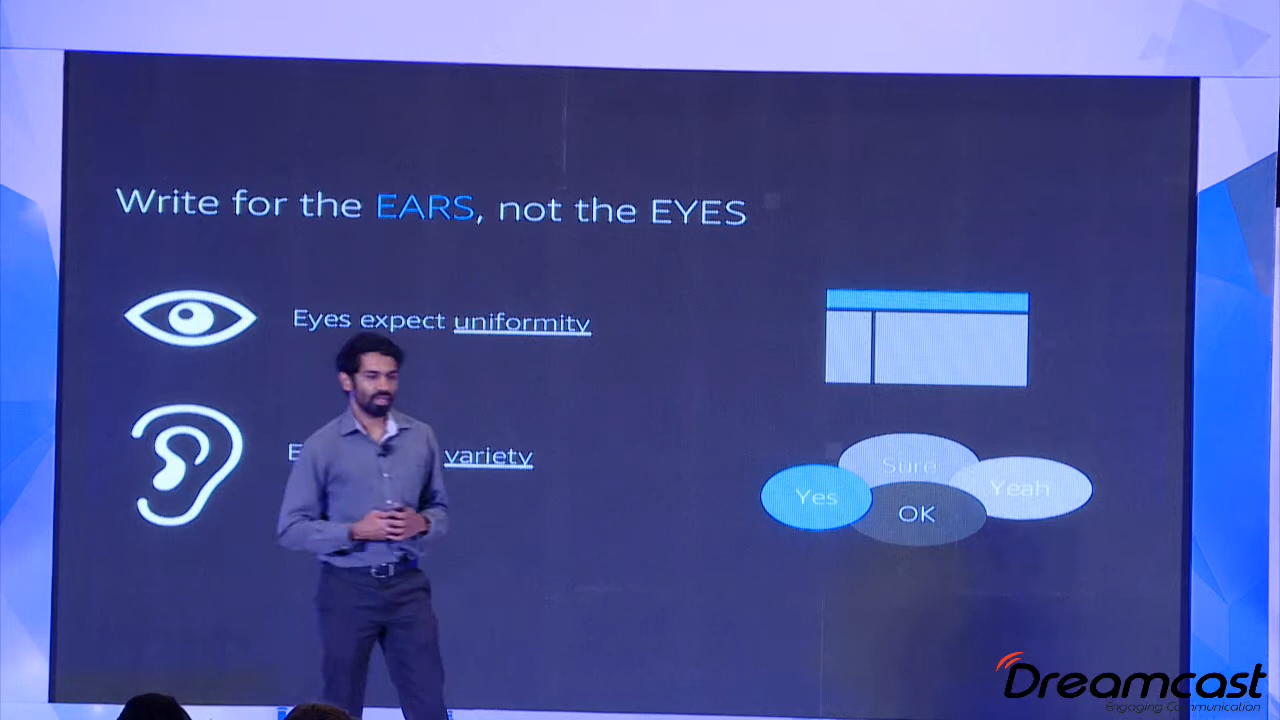 Write for the EARS, not the EYES
Eyes expect uniformity
E variety
Sure
Yes
Yeah
OK
Dreamcast
Engaging Communication